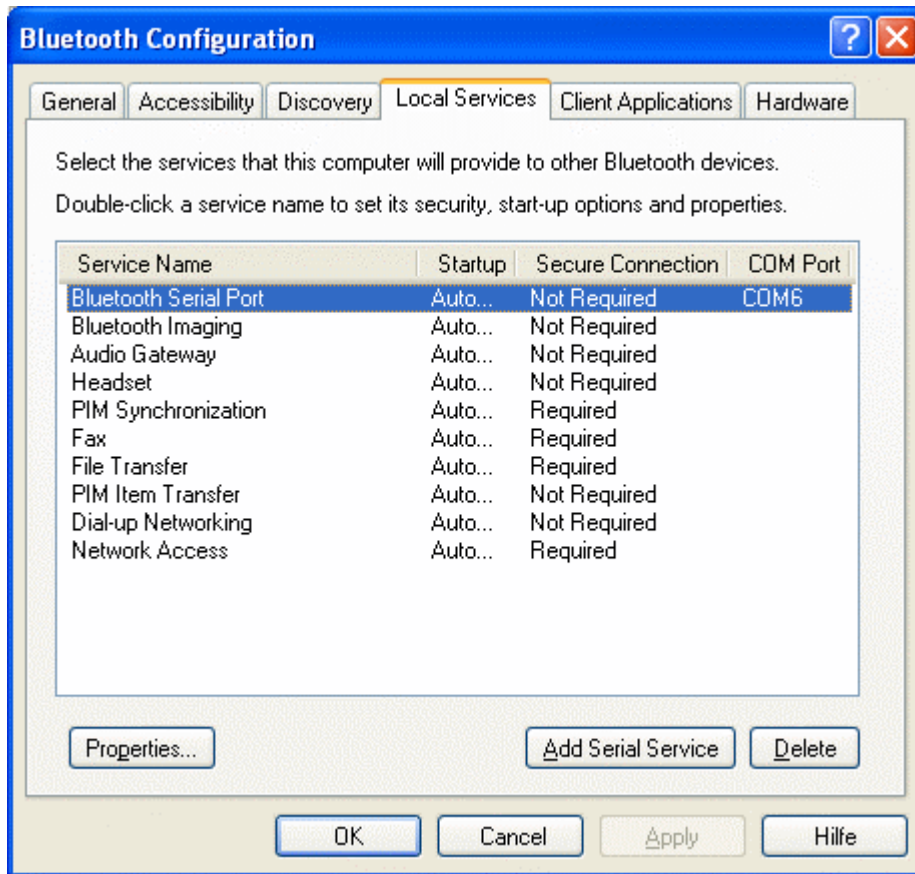 Bluetooth Configuration
General Accessibility Discovery Local Services Client Applications Hardware
Select the services that this computer will provide to other Bluetooth devices.
Double-click a service name to set its security, start-up options and properties.
Service Name Startup Secure Connection COM Port
Bluetooth Serial Port Auto... Not Required COM6
Bluetooth Imaging Auto... Not Required
Audio Gateway Auto... Not Required
Headset Auto... Not Required
PIM Synchronization Auto... Required
Fax Auto... Required
File Transfer Auto... Required
PIM Item Transfer Auto... Not Required
Dial-up Networking Auto... Not Required
Network Access Auto... Required
Properties... Add Serial Service Delete
OK Cancel Apply Hilfe